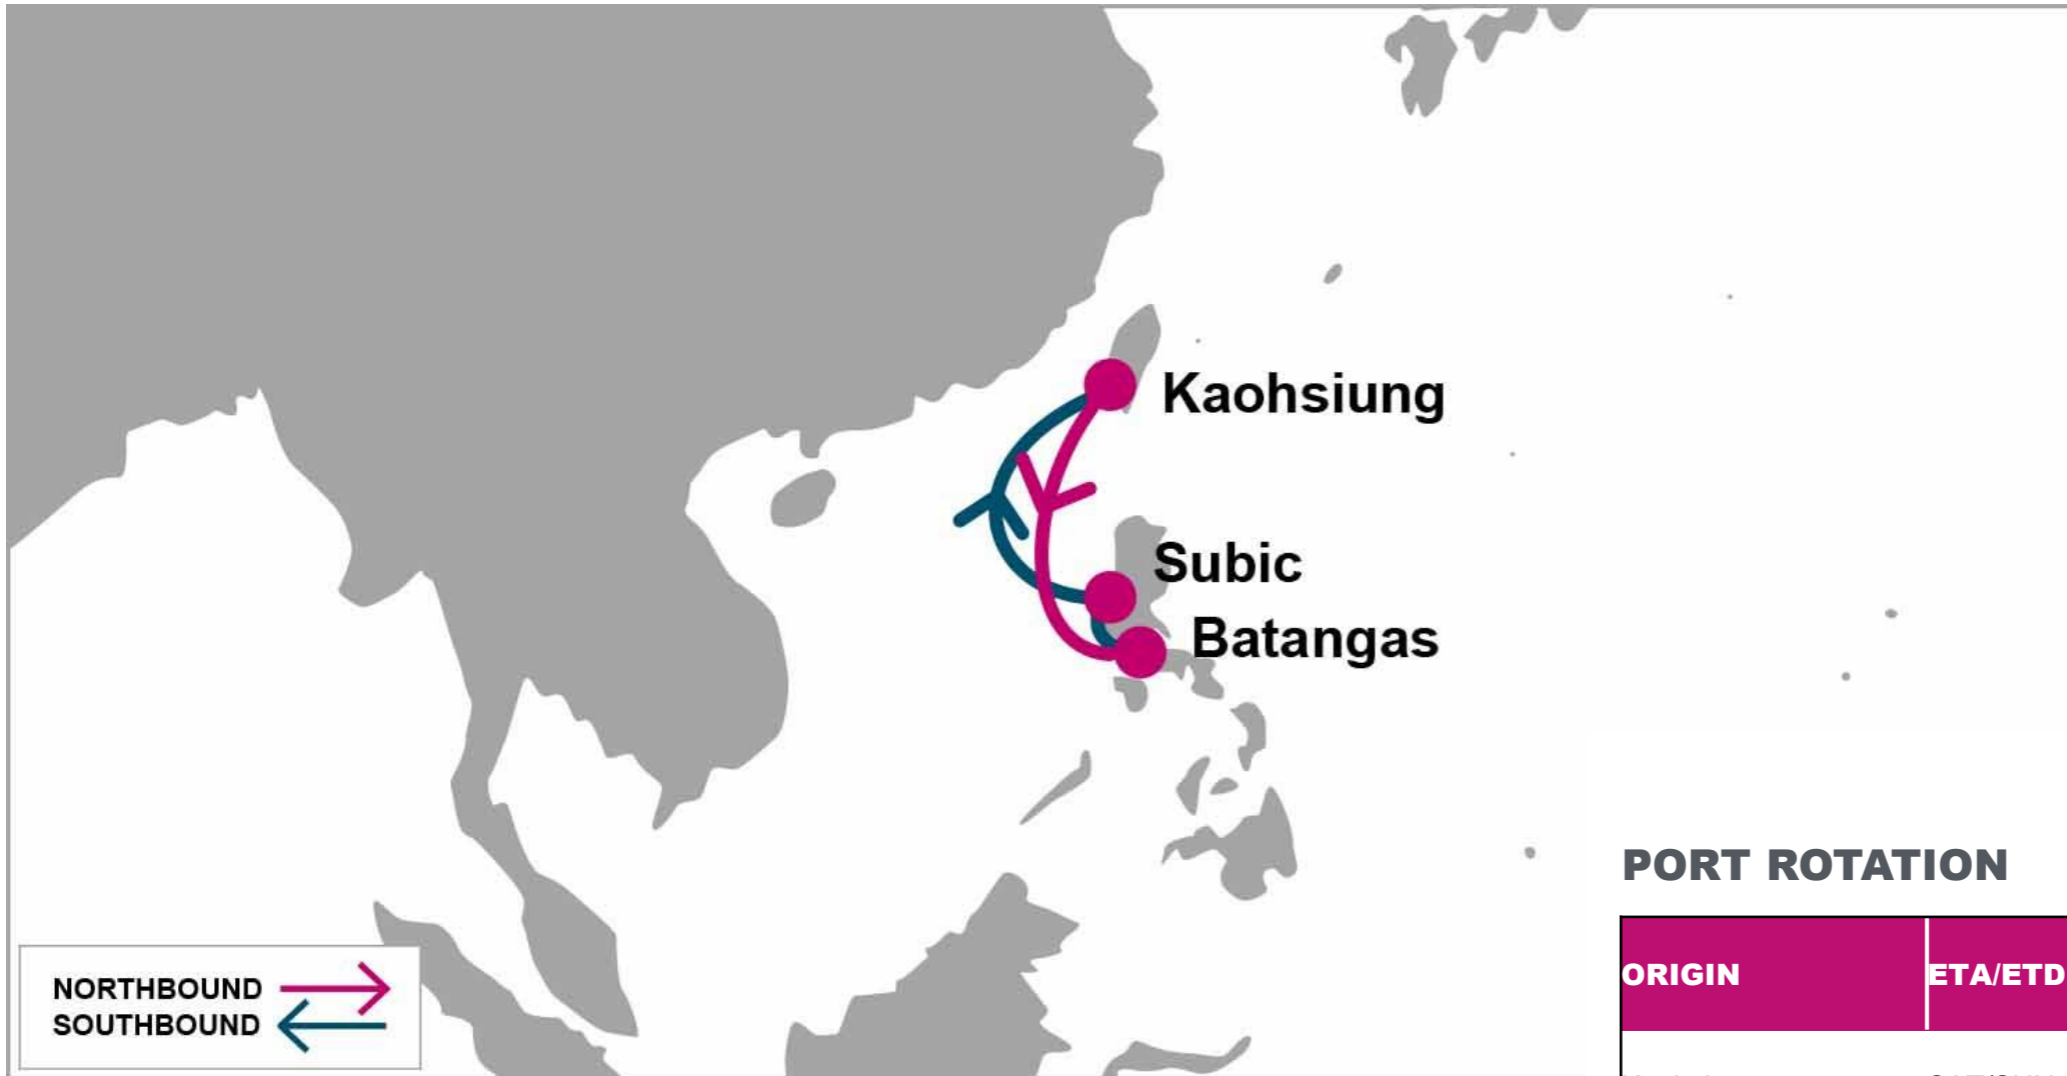 Kaohsiung
Subic
Batangas
PORT ROTATION
ORIGIN ETA/ETD
NORTHBOUND
SOUTHBOUND